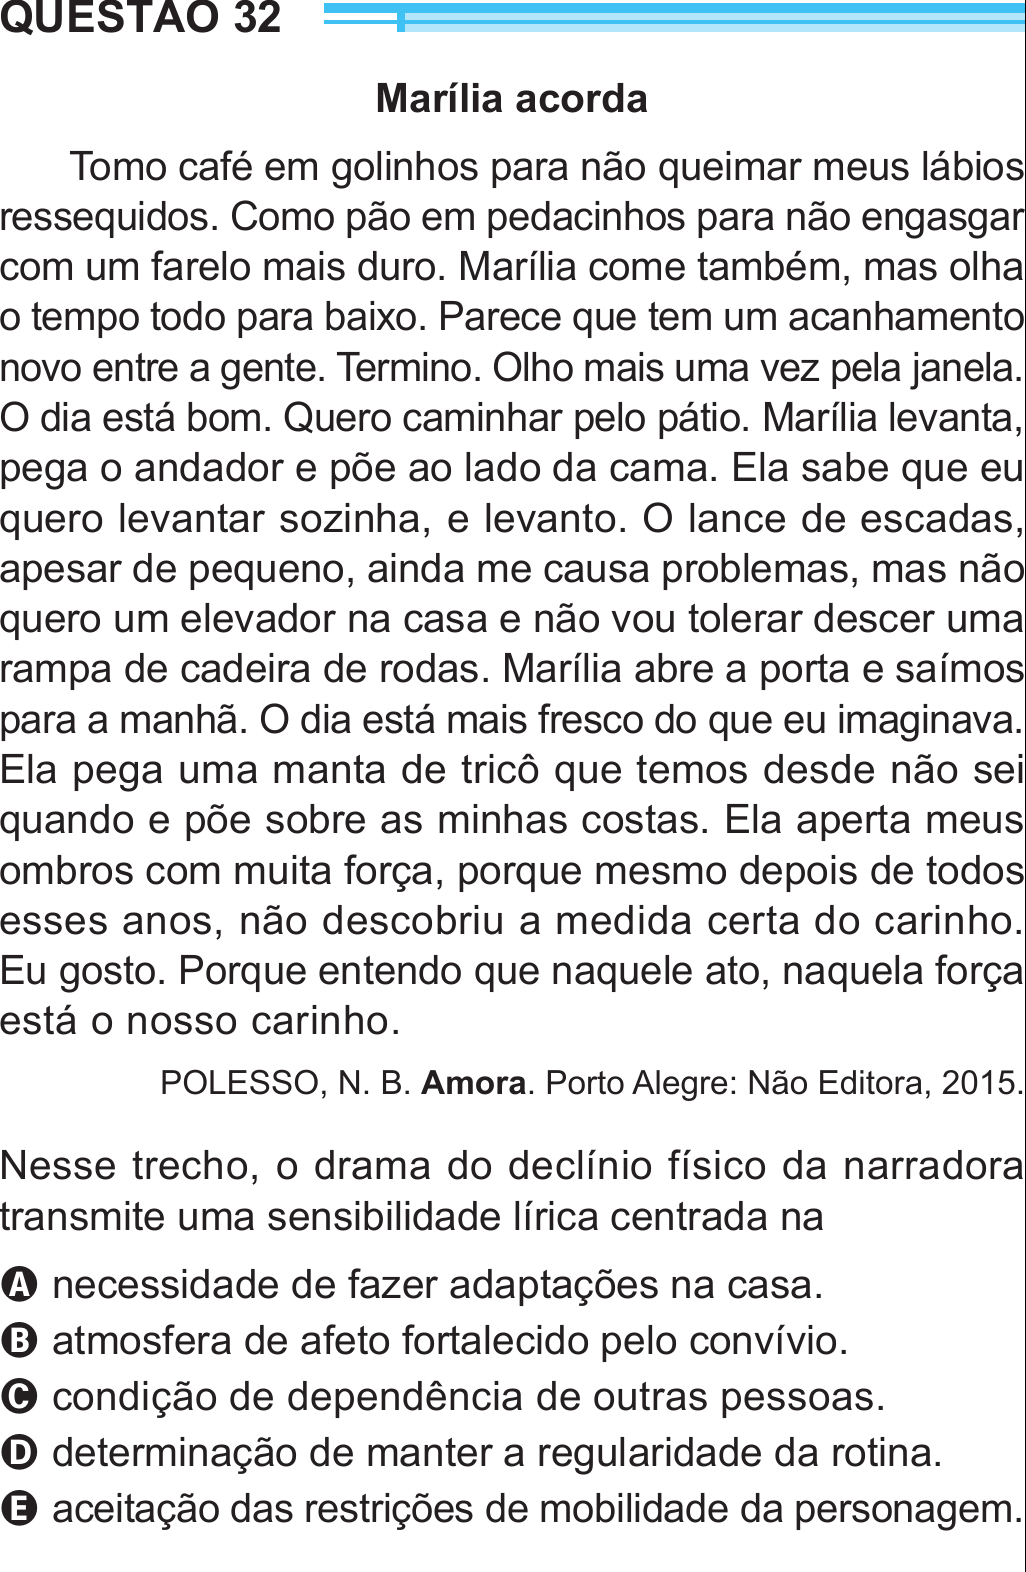 QUESTÃO 32
Marília acorda
Tomo café em golinhos para não queimar meus lábios
ressequidos. Como pão em pedacinhos para não engasgar
com um farelo mais duro. Marília come também, mas olha
o tempo todo para baixo. Parece que tem um acanhamento
novo entre a gente. Termino. Olho mais uma vez pela janela.
O dia está bom. Quero caminhar pelo pátio. Marília levanta,
pega o andador e põe ao lado da cama. Ela sabe que eu
quero levantar sozinha, e levanto. O lance de escadas,
apesar de pequeno, ainda me causa problemas, mas não
quero um elevador na casa e não vou tolerar descer uma
rampa de cadeira de rodas. Marília abre a porta e saímos
para a manhã. O dia está mais fresco do que eu imaginava.
Ela pega uma manta de tricô que temos desde não sei
quando e põe sobre as minhas costas. Ela aperta meus
ombros com muita força, porque mesmo depois de todos
esses anos, não descobriu a medida certa do carinho.
Eu gosto. Porque entendo que naquele ato, naquela força
está o nosso carinho.
POLESSO, N. B. Amora. Porto Alegre: Não Editora, 2015.
Nesse trecho, o drama do declínio físico da narradora
transmite uma sensibilidade lírica centrada na
A necessidade de fazer adaptações na casa.
B atmosfera de afeto fortalecido pelo convívio.
C condição de dependência de outras pessoas.
D determinação de manter a regularidade da rotina.
E aceitação das restrições de mobilidade da personagem.